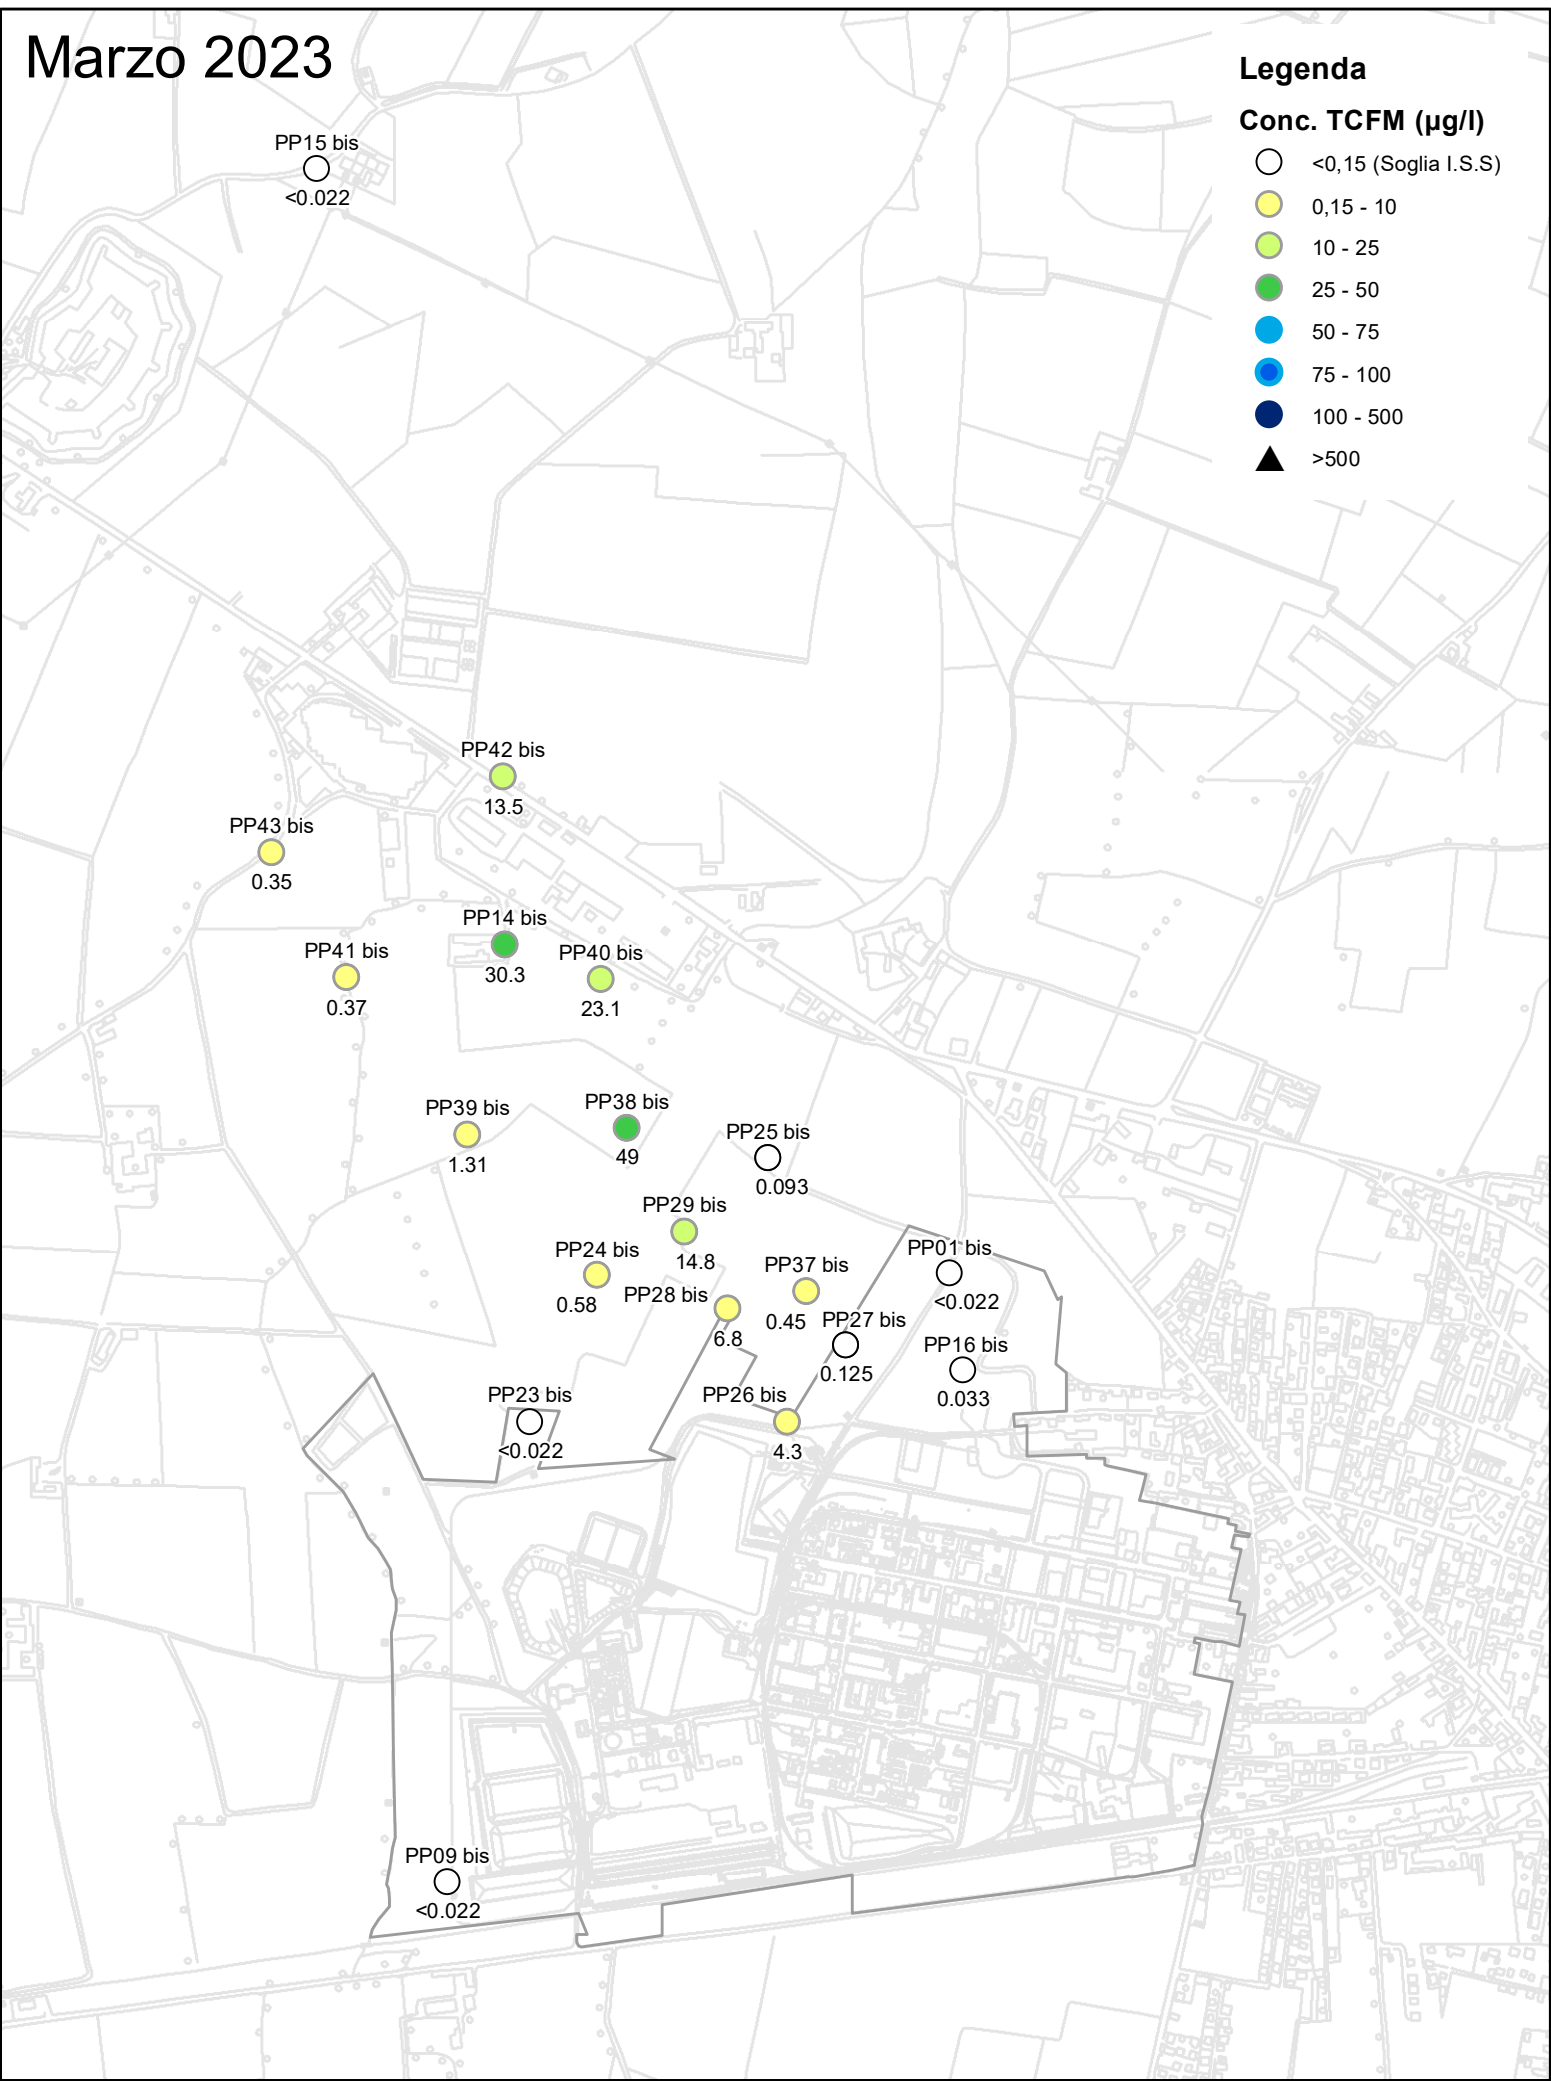 Marzo 2023
Legenda
Conc. TCFM (µg/l)
<0,15 (Soglia I.S.S)
0,15 - 10
10 - 25
25 - 50
50 - 75
75 - 100
100 - 500
>500
PP15 bis
<0.022
PP42 bis
13.5
PP43 bis
0.35
PP14 bis
30.3
PP41 bis
0.37
PP40 bis
23.1
PP39 bis
1.31
PP38 bis
49
PP25 bis
0.093
PP29 bis
14.8
PP24 bis
0.58
PP28 bis
6.8
PP37 bis
0.45
PP01 bis
<0.022
PP27 bis
0.125
PP16 bis
0.033
PP23 bis
<0.022
PP26 bis
4.3
PP09 bis
<0.022